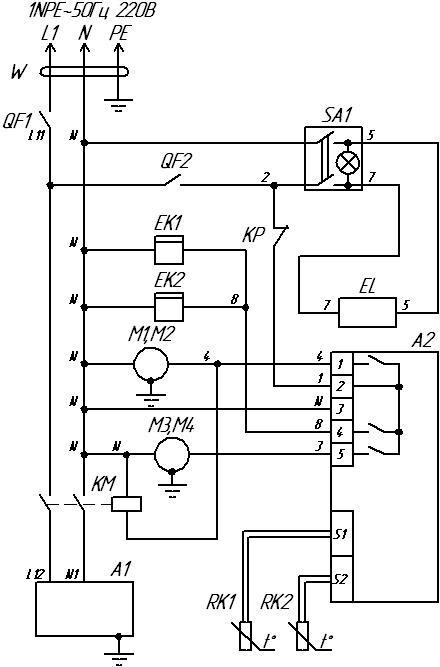 1NPE~50Гц 220В
L1 N PE
W
QF1
L11
N
SA1
5
QF2
2
7
KP
N
EK1
N
EK2
8
7
EL
5
M1,M2
A2
N
4
4
1
1
2
N
N
3
M3,M4
8
4
N
N
3
5
KM
S1
L12
N1
A1
S2
RK1
RK2
t°
t°